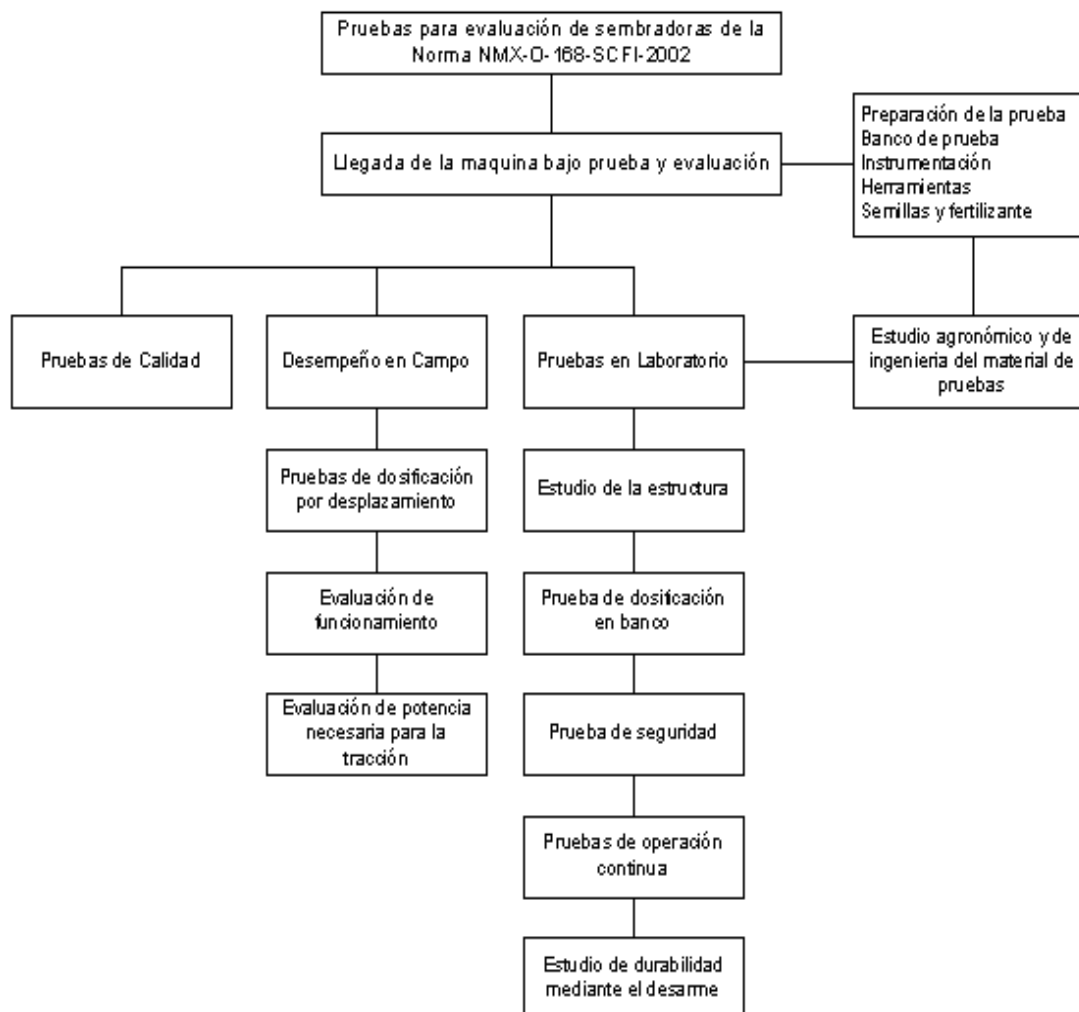 Pruebas para evaluación de sembradoras de la
Norma NMX-O-168-SCFI-2002
Llegada de la maquina bajo prueba y evaluación
Preparación de la prueba
Banco de prueba
Instrumentación
Herramientas
Semillas y fertilizante
Pruebas de Calidad
Desempeño en Campo
Pruebas en Laboratorio
Estudio agronómico y de
ingenieria del material de
pruebas
Pruebas de dosificación
por desplazamiento
Evaluación de
funcionamiento
Evaluación de potencia
necesaria para la
tracción
Estudio de la estructura
Prueba de dosificación
en banco
Prueba de seguridad
Pruebas de operación
continua
Estudio de durabilidad
mediante el desarme